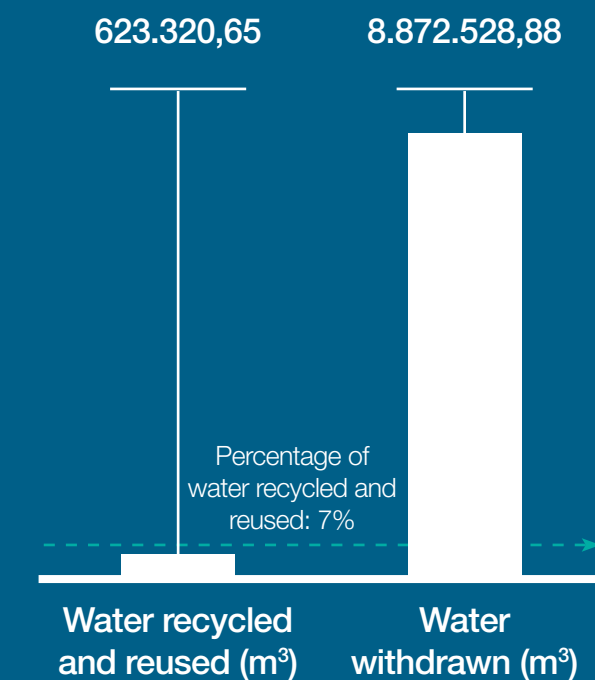 623.320,65
8.872.528,88
Percentage of
water recycled and
reused: 7%
Water recycled
and reused (m³)
Water
withdrawn (m³)